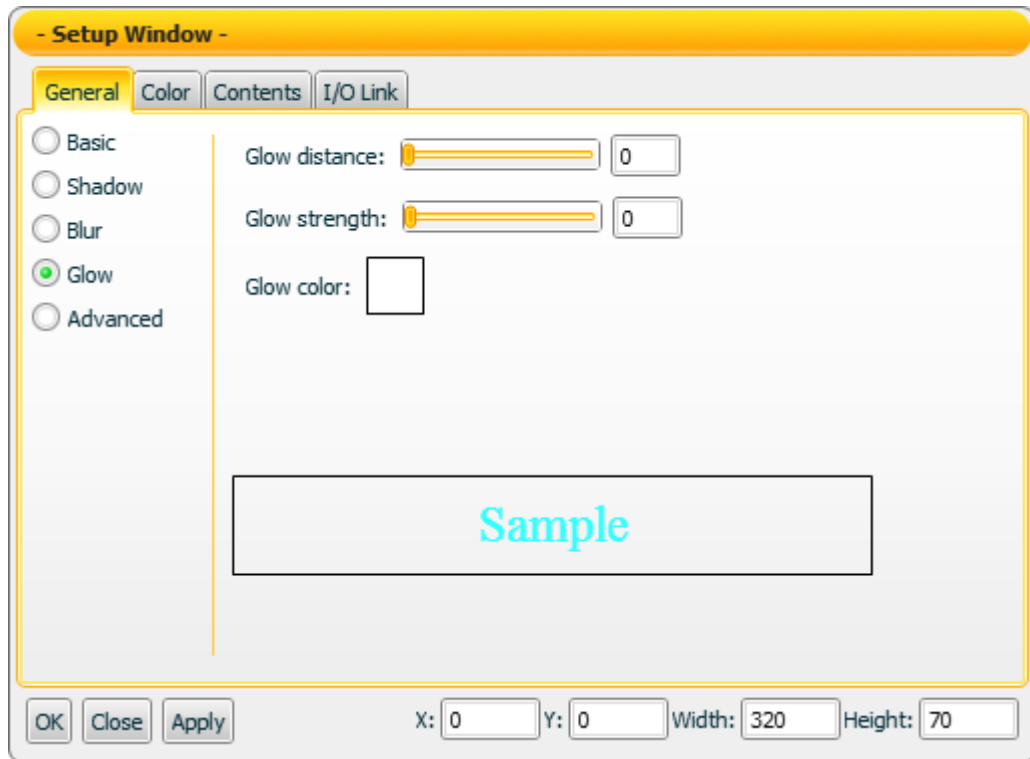 - Setup Window -
General Color Contents I/O Link
Basic
Shadow
Blur
Glow
Advanced
Glow distance: 0
Glow strength: 0
Glow color:
Sample
OK Close Apply X: 0 Y: 0 Width: 320 Height: 70